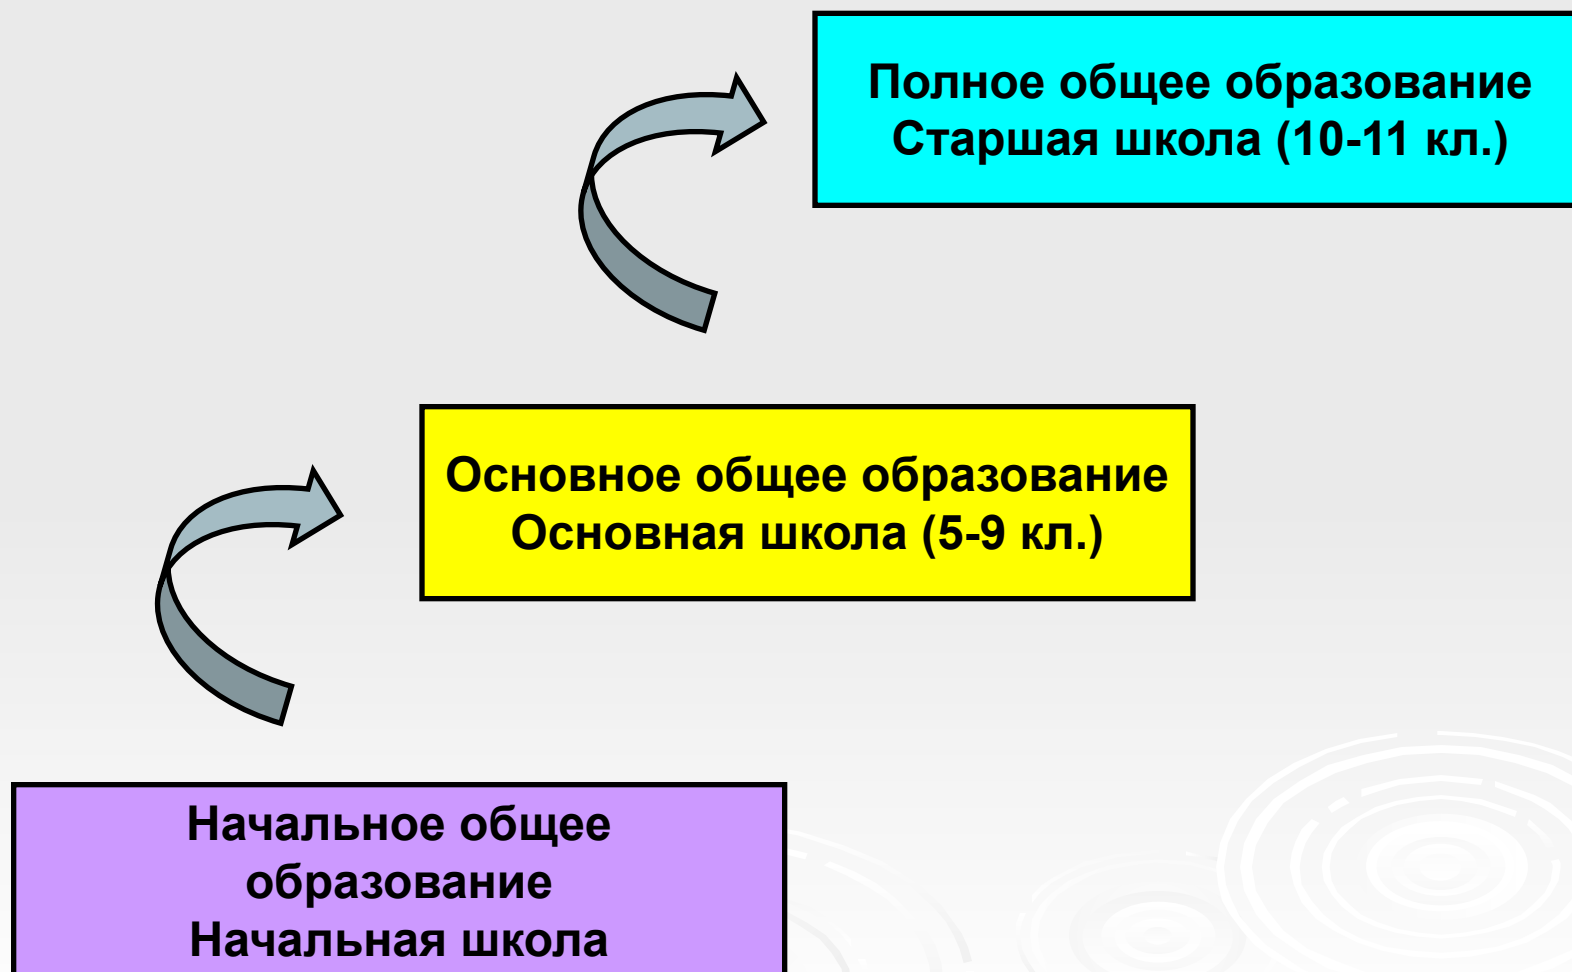 Полное общее образование
Старшая школа (10-11 кл.)
Основное общее образование
Основная школа (5-9 кл.)
Начальное общее
образование
Начальная школа